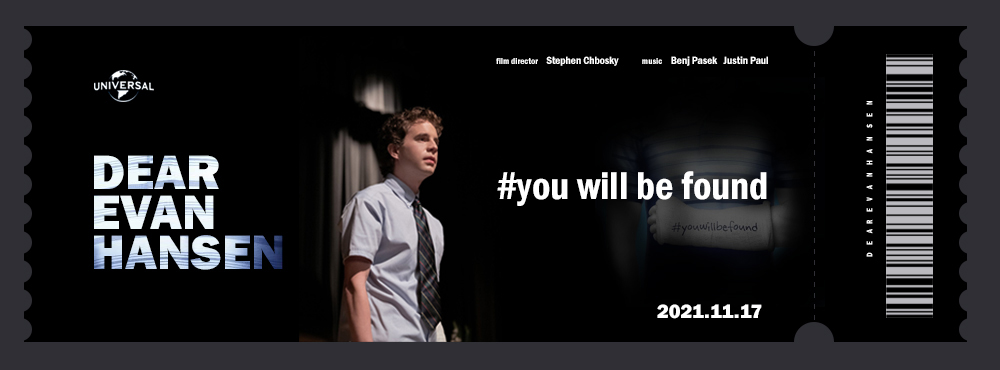 UNIVERSAL
DEAR
EVAN
HANSEN
film director Stephen Chbosky music Benj Pasek Justin Paul
#you will be found
#youwillbefound
2021.11.17
DEAREVANHANSEN